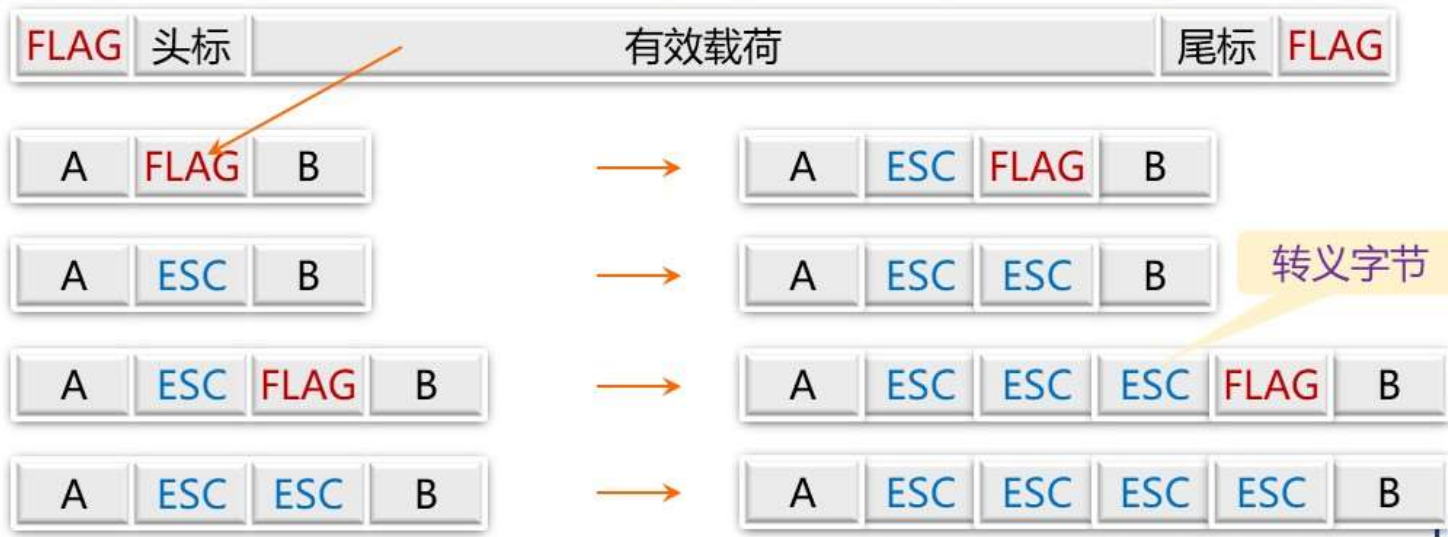 FLAG 头标 有效载荷 尾标 FLAG
A FLAG B A ESC FLAG B
A ESC B A ESC ESC B
转义字节
A ESC FLAG B A ESC ESC ESC FLAG B
A ESC ESC B A ESC ESC ESC ESC B